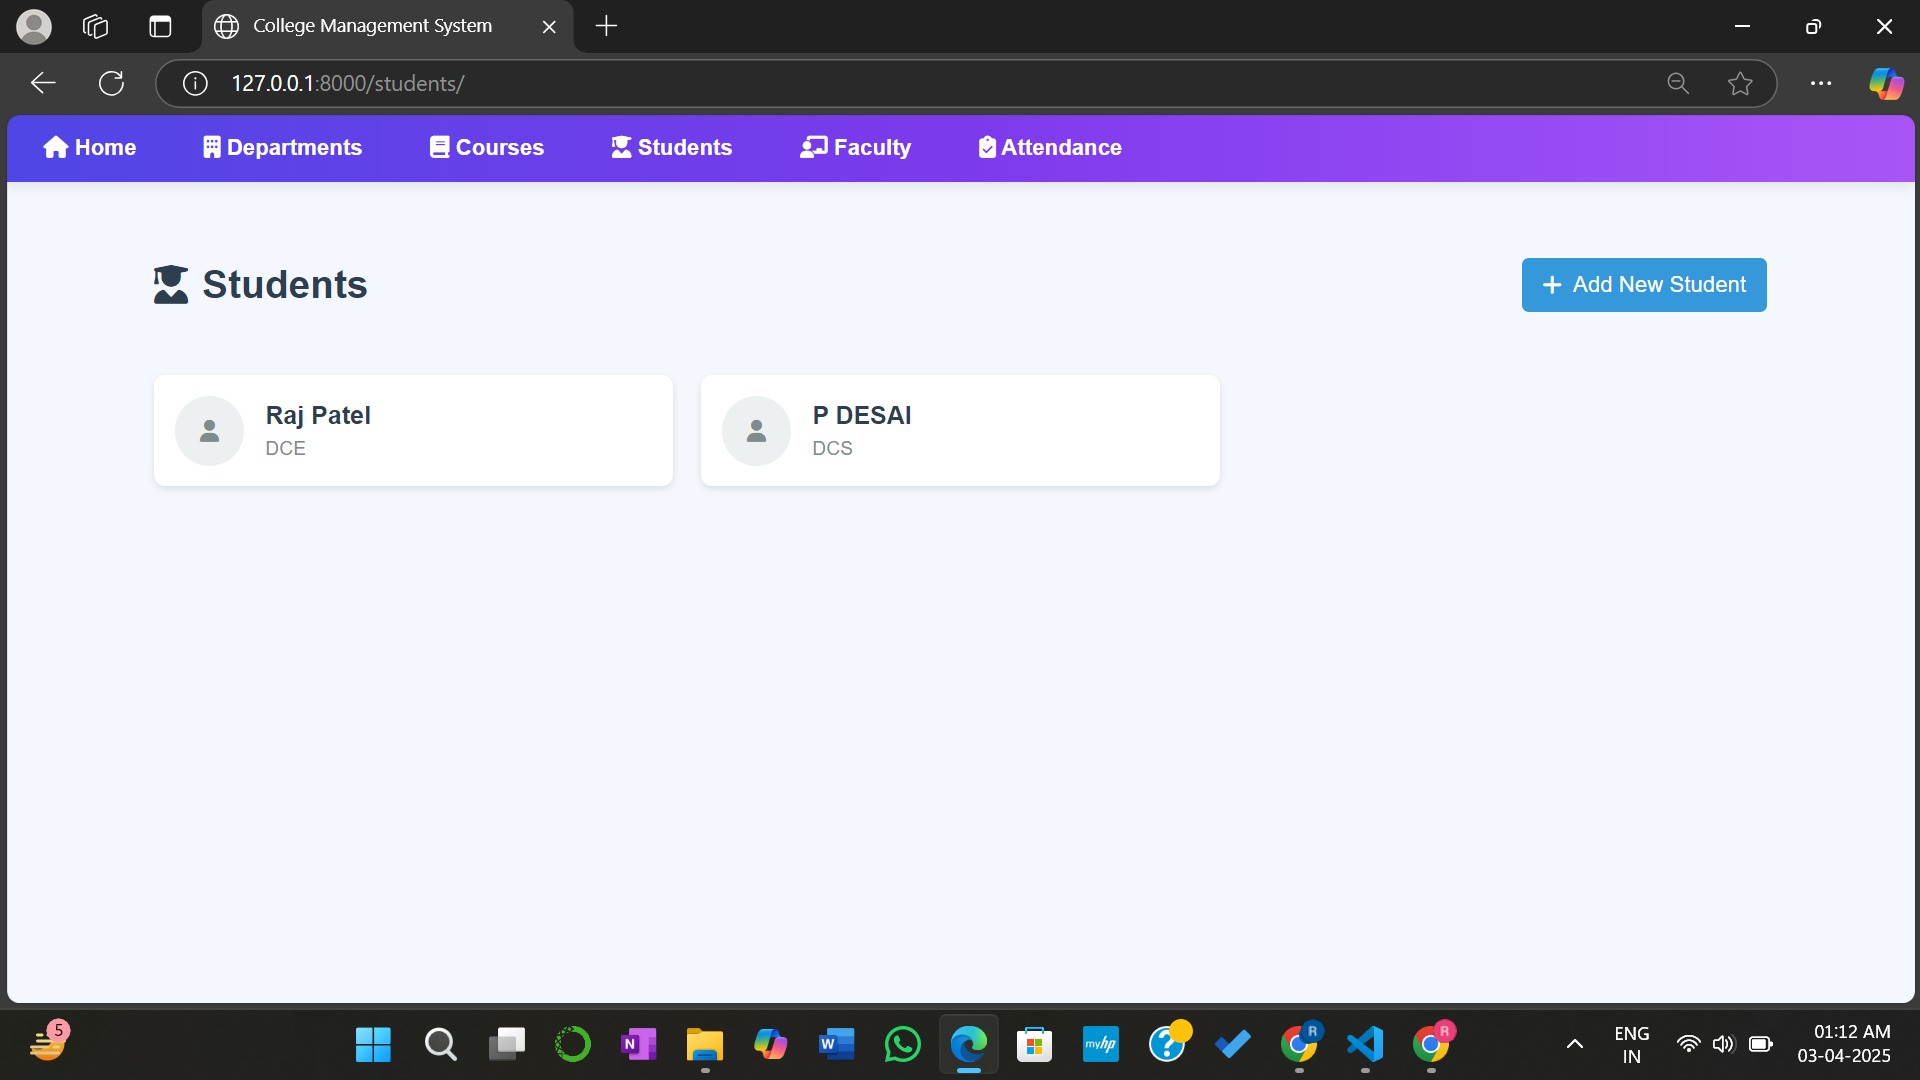 College Management System
127.0.0.1:8000/students/
Home Departments Courses Students Faculty Attendance
Students
+ Add New Student
Raj Patel
DCE
P DESAI
DCS
5
N
W
myhp
?
R
R
ENG
IN
01:12 AM
03-04-2025